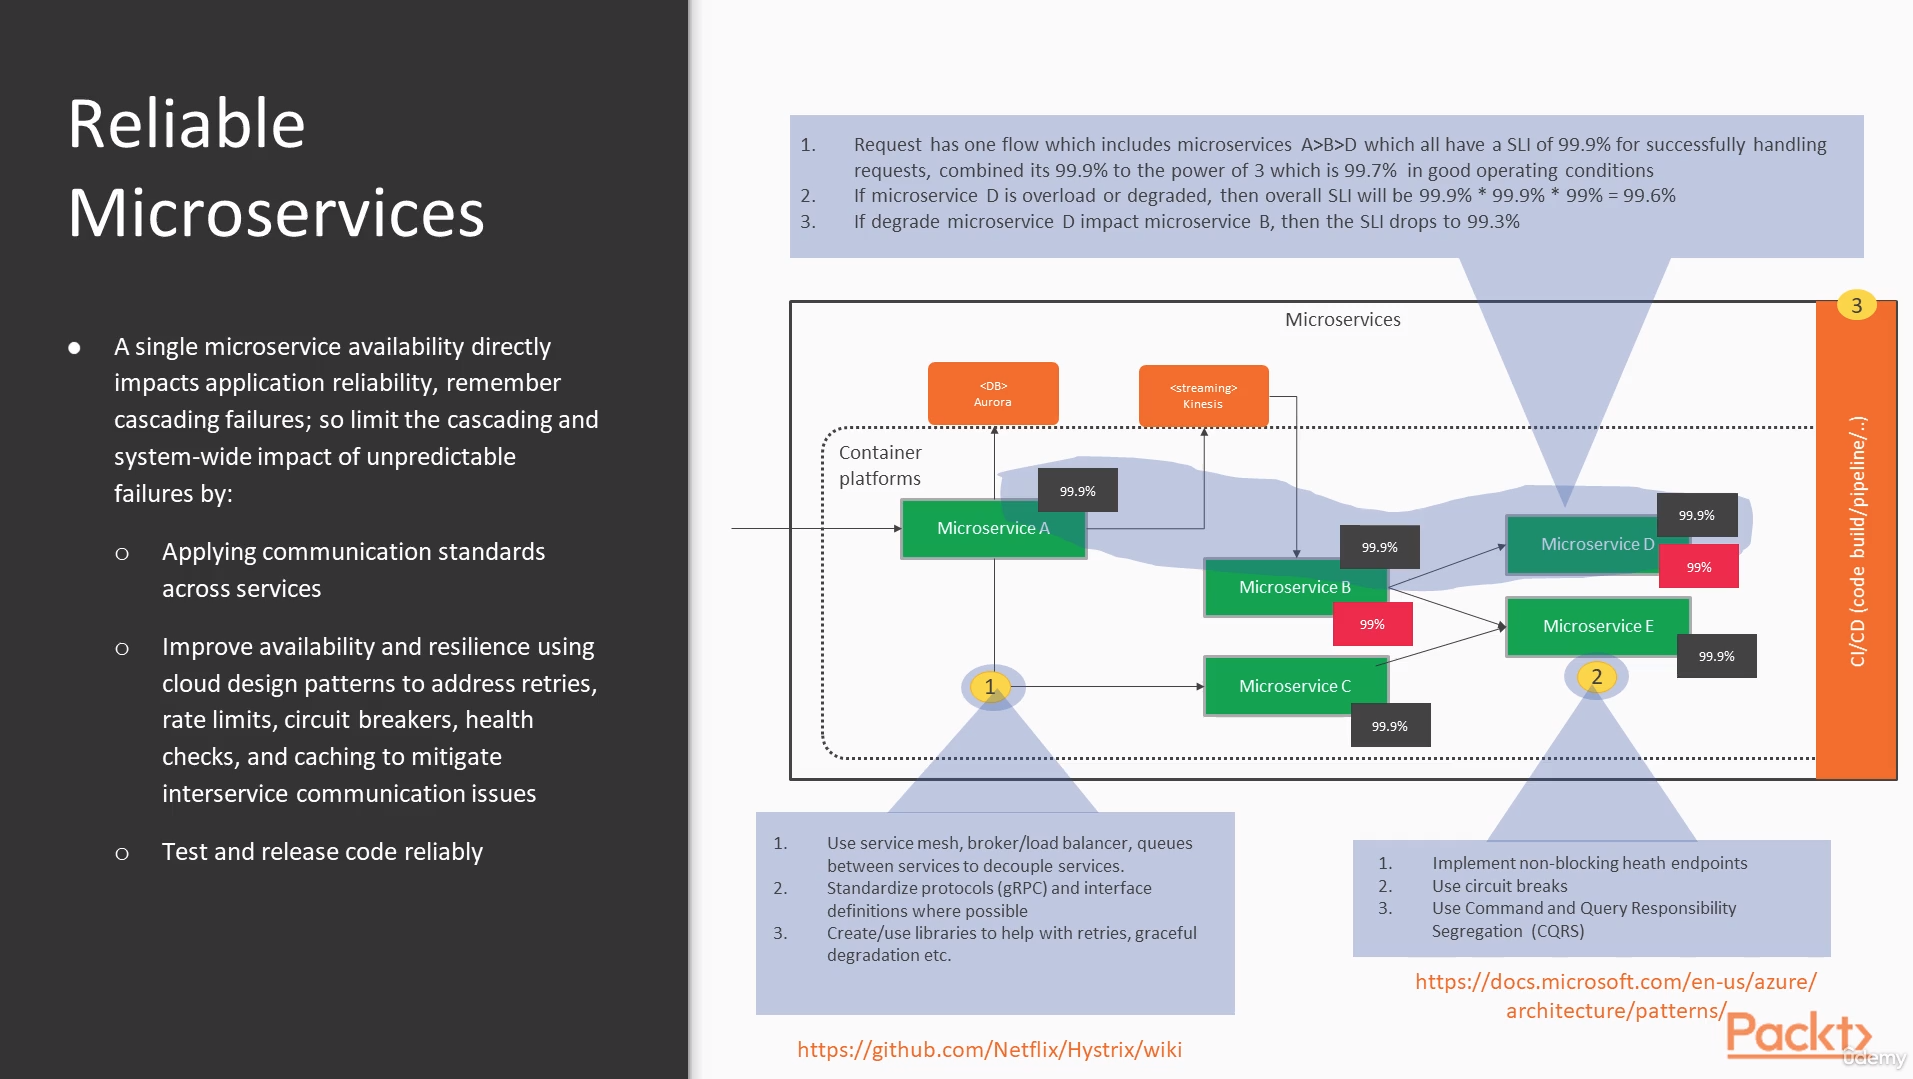 Reliable
Microservices
● A single microservice availability directly
impacts application reliability, remember
cascading failures; so limit the cascading and
system-wide impact of unpredictable
failures by:
o Applying communication standards
across services
o Improve availability and resilience using
cloud design patterns to address retries,
rate limits, circuit breakers, health
checks, and caching to mitigate
interservice communication issues
o Test and release code reliably
1. Request has one flow which includes microservices A>B>D which all have a SLI of 99.9% for successfully handling
requests, combined its 99.9% to the power of 3 which is 99.7% in good operating conditions
2. If microservice D is overload or degraded, then overall SLI will be 99.9% * 99.9% * 99% = 99.6%
3. If degrade microservice D impact microservice B, then the SLI drops to 99.3%
3
Microservices
<DB>
Aurora
<streaming>
Kinesis
Container
platforms
99.9%
Microservice A
99.9%
Microservice B
99%
99.9%
Microservice D
99%
Microservice E
99.9%
Microservice C
99.9%
1
2
CI/CD (code build/pipeline/..)
1. Use service mesh, broker/load balancer, queues
between services to decouple services.
2. Standardize protocols (gRPC) and interface
definitions where possible
3. Create/use libraries to help with retries, graceful
degradation etc.
https://github.com/Netflix/Hystrix/wiki
1. Implement non-blocking heath endpoints
2. Use circuit breaks
3. Use Command and Query Responsibility
Segregation (CQRS)
https://docs.microsoft.com/en-us/azure/
architecture/patterns/
Packt>
ûdemy